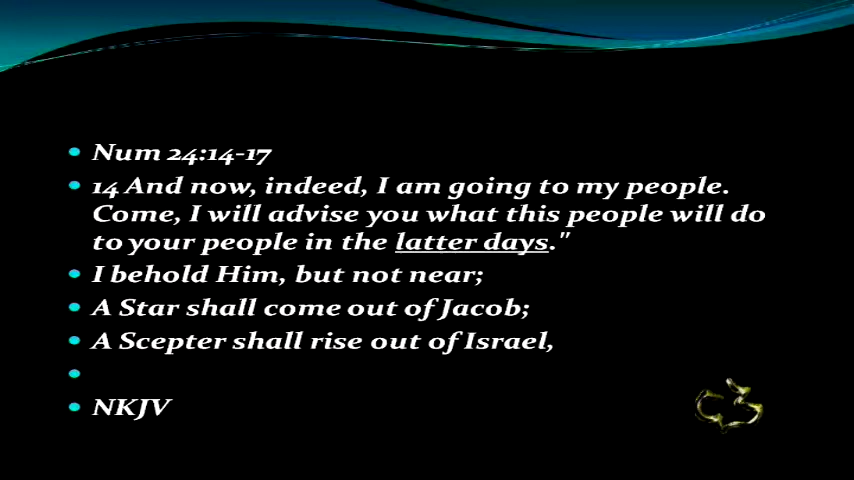 Num 24:14-17
14 And now, indeed, I am going to my people.
Come, I will advise you what this people will do
to your people in the latter days."
I behold Him, but not near;
A Star shall come out of Jacob;
A Scepter shall rise out of Israel,
NKJV